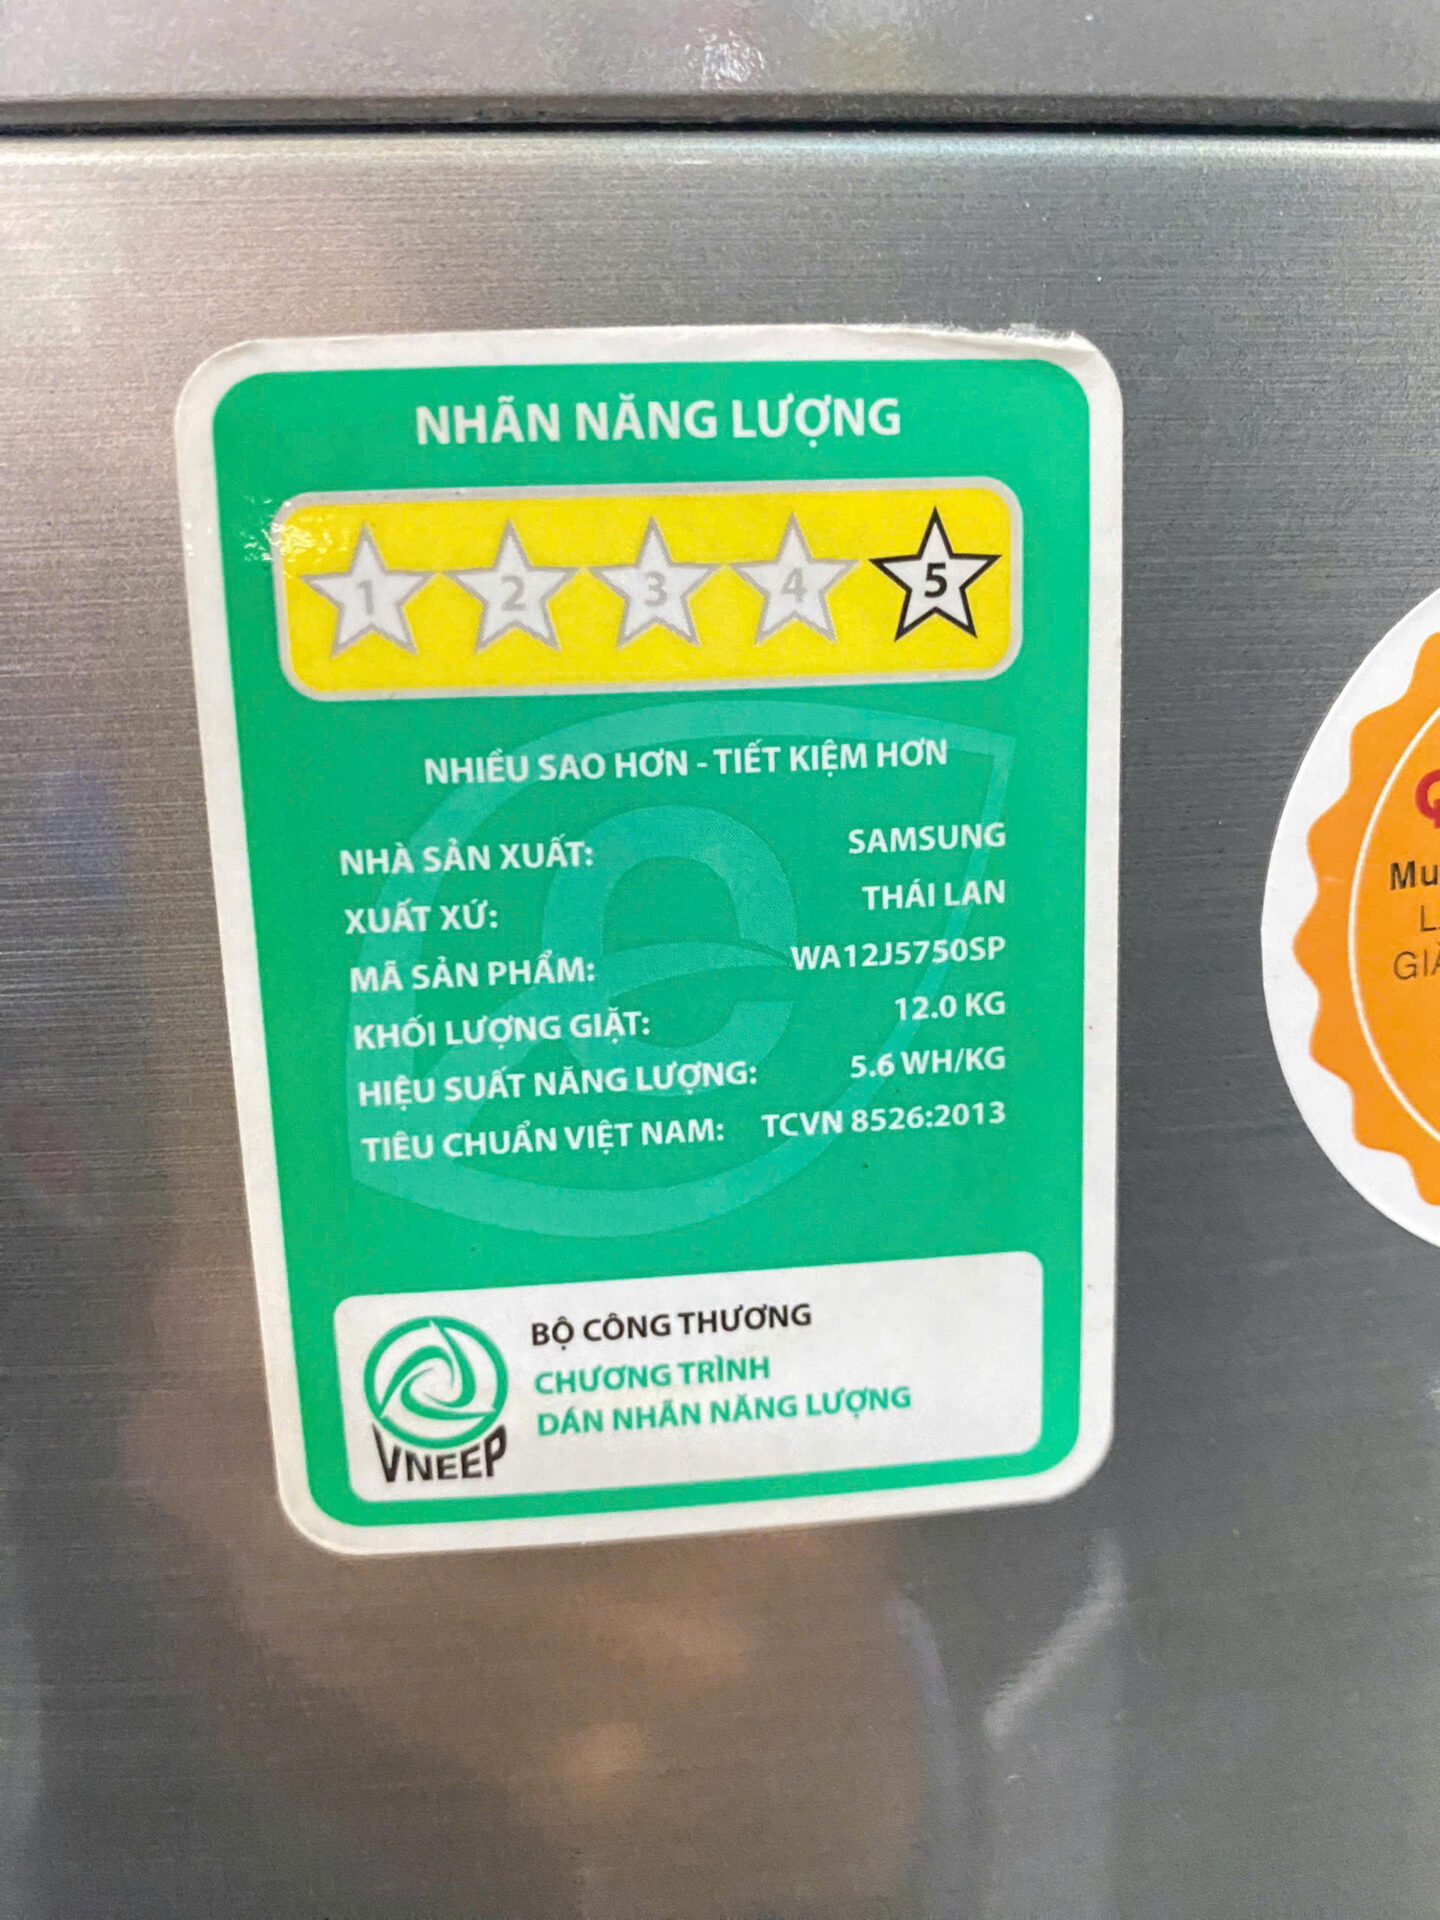 NHÃN NĂNG LƯỢNG
1 2 3 4 5
NHIỀU SAO HƠN - TIẾT KIỆM HƠN
NHÀ SẢN XUẤT: SAMSUNG
XUẤT XỨ: THÁI LAN
MÃ SẢN PHẨM: WA12J5750SP
KHỐI LƯỢNG GIẶT: 12.0 KG
HIỆU SUẤT NĂNG LƯỢNG: 5.6 WH/KG
TIÊU CHUẨN VIỆT NAM: TCVN 8526:2013
BỘ CÔNG THƯƠNG
CHƯƠNG TRÌNH
DÁN NHÃN NĂNG LƯỢNG
VNEEP
Mu
GIÁ